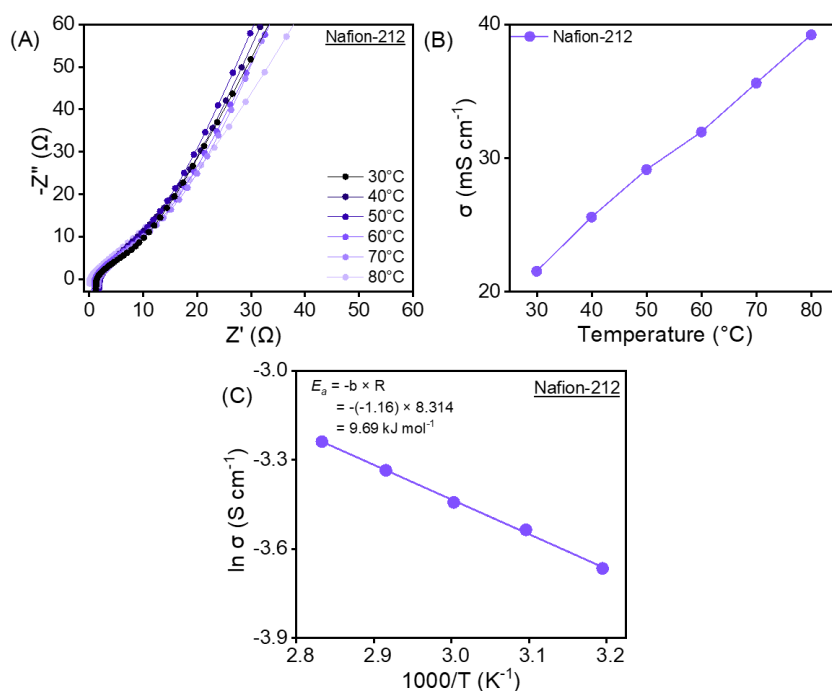 (A)
Nafion-212
-Z″ (Ω)
60
50
40
30
20
10
0
30°C
40°C
50°C
60°C
70°C
80°C
0 10 20 30 40 50 60
Z' (Ω)
(B)
Nafion-212
σ (mS cm⁻¹)
40
30
20
30 40 50 60 70 80
Temperature (°C)
(C)
Eₐ = -b × R
= -(-1.16) × 8.314
= 9.69 kJ mol⁻¹
Nafion-212
ln σ (S cm⁻¹)
-3.0
-3.3
-3.6
-3.9
2.8 2.9 3.0 3.1 3.2
1000/T (K⁻¹)